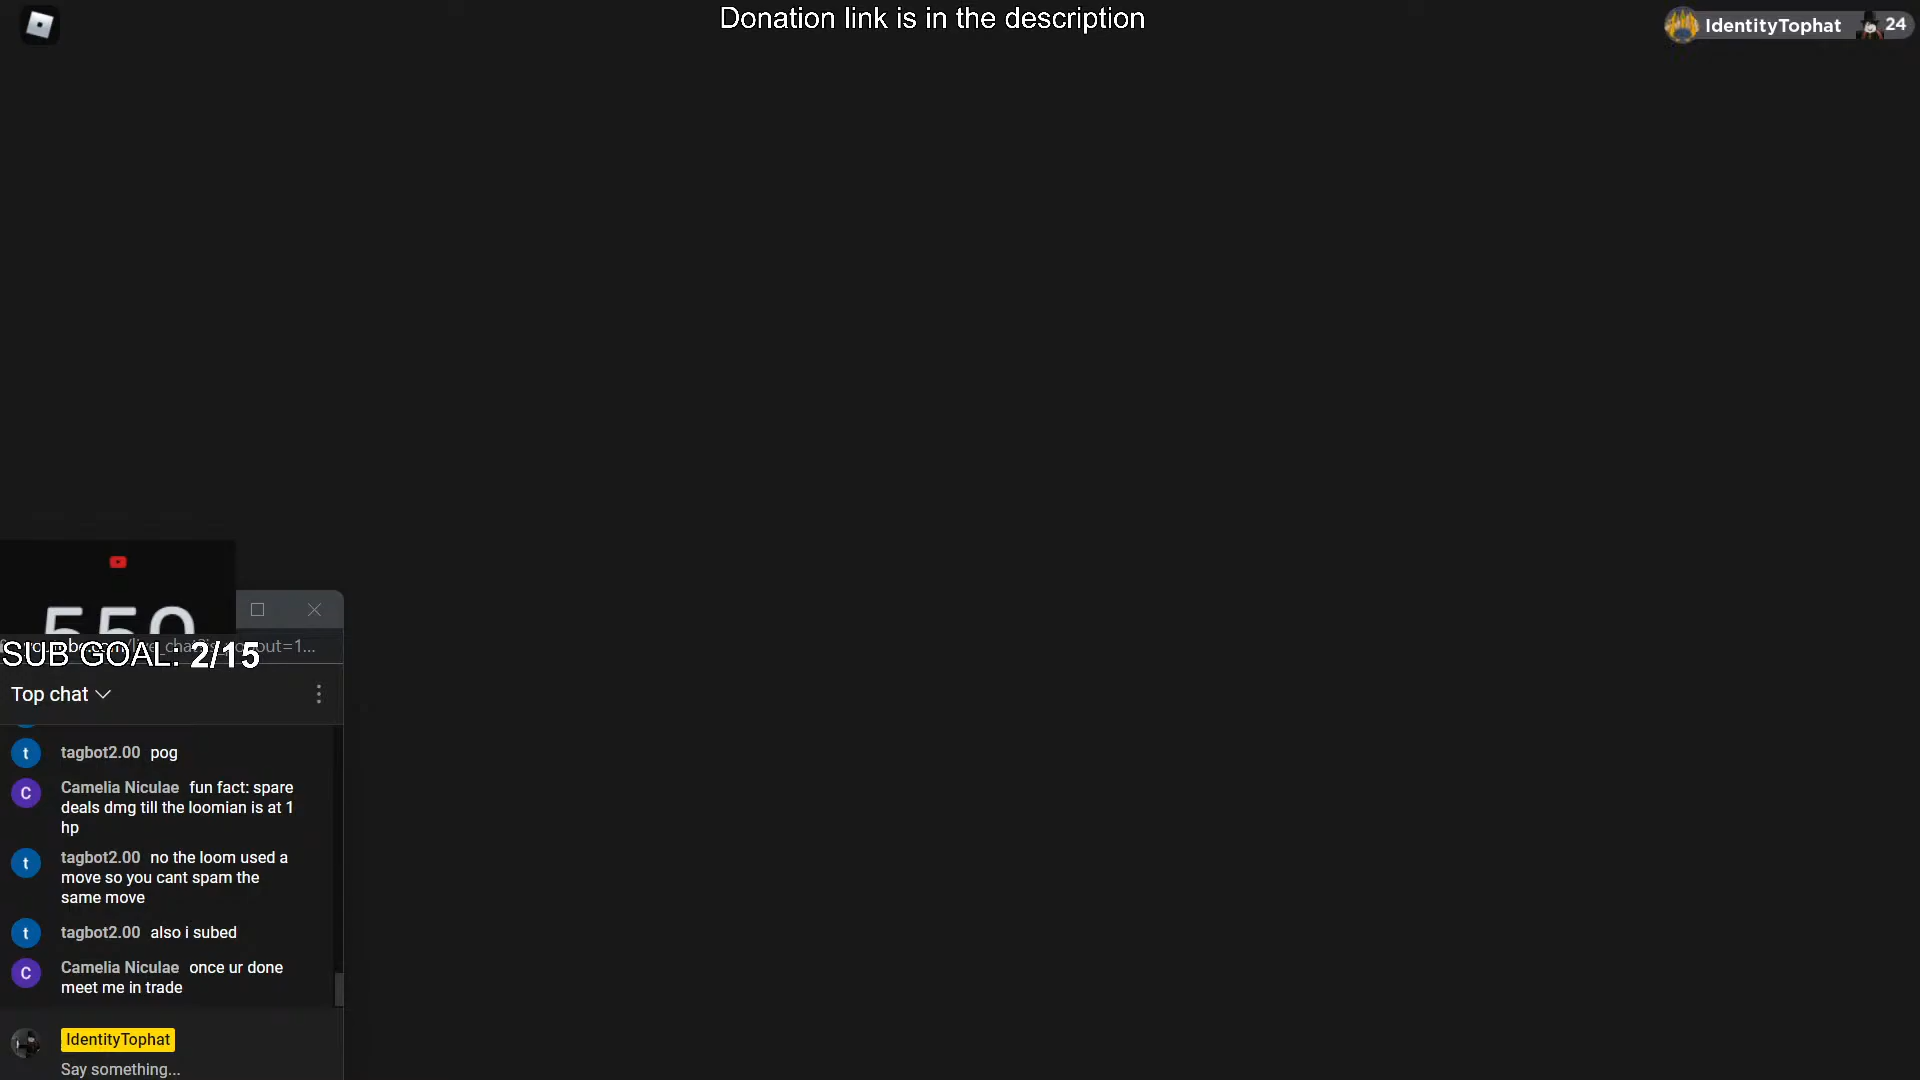 Donation link is in the description
IdentityTophat 24
SUB GOAL: 2/15
Top chat
tagbot2.00 pog
Camelia Niculae fun fact: spare
deals dmg till the loomian is at 1
hp
tagbot2.00 no the loom used a
move so you cant spam the
same move
tagbot2.00 also i subed
Camelia Niculae once ur done
meet me in trade
IdentityTophat
Say something...